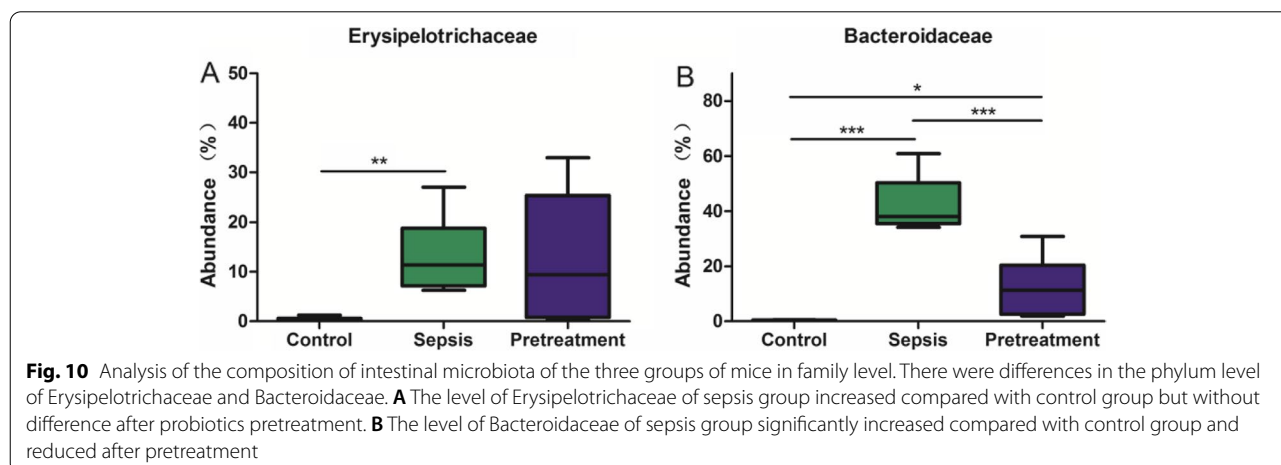 Erysipelotrichaceae
A
Abundance (%)
50
40
30
20
10
0
**
Control Sepsis Pretreatment
Bacteroidaceae
B
Abundance (%)
80
60
40
20
0
*
***
***
Control Sepsis Pretreatment
Fig. 10 Analysis of the composition of intestinal microbiota of the three groups of mice in family level. There were differences in the phylum level
of Erysipelotrichaceae and Bacteroidaceae. A The level of Erysipelotrichaceae of sepsis group increased compared with control group but without
difference after probiotics pretreatment. B The level of Bacteroidaceae of sepsis group significantly increased compared with control group and
reduced after pretreatment